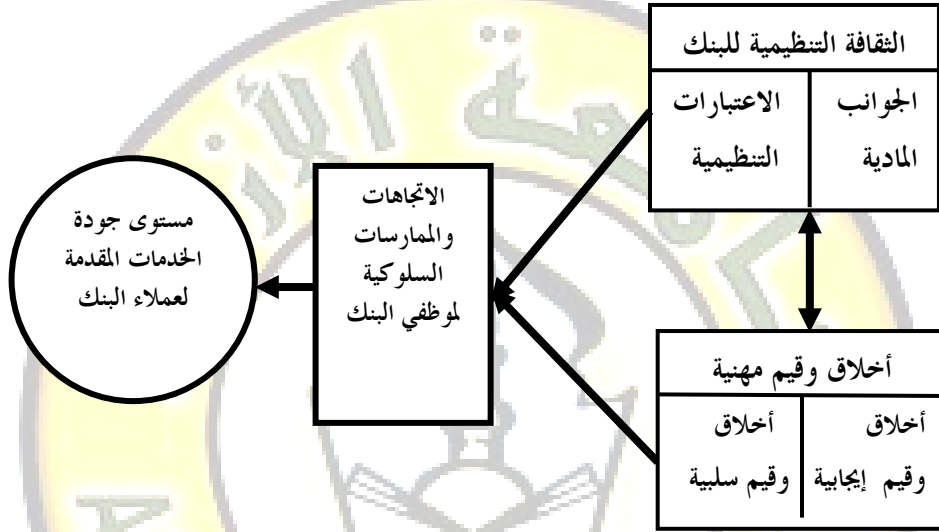 الثقافة التنظيمية للبنك
الجوانب
المادية
الاعتبارات
التنظيمية
أخلاق وقيم مهنية
أخلاق
وقيم إيجابية
أخلاق
وقيم سلبية
الاتجاهات
والممارسات
السلوكية
لموظفي البنك
مستوى جودة
الخدمات المقدمة
لعملاء البنك